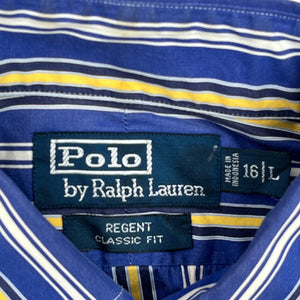 Polo
by Ralph Lauren
MADE IN
INDONESIA
16 L
REGENT
CLASSIC FIT